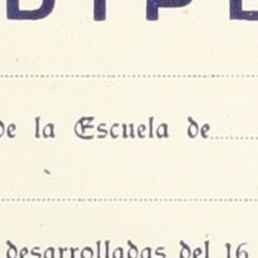 DIPL
de la Escuela de
desarrolladas del 16